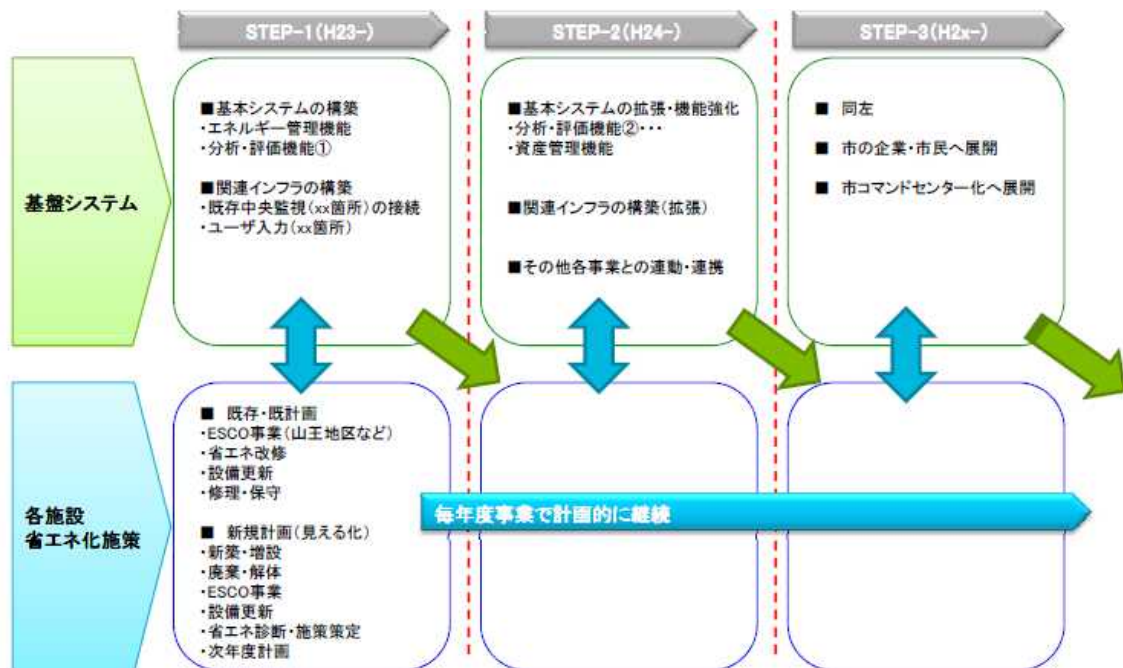 STEP-1(H23-)
STEP-2(H24-)
STEP-3(H2x-)
基盤システム
■基本システムの構築
・エネルギー管理機能
・分析・評価機能①
■関連インフラの構築
・既存中央監視(xx箇所)の接続
・ユーザ入力(xx箇所)
■基本システムの拡張・機能強化
・分析・評価機能②・・・
・資産管理機能
■関連インフラの構築(拡張)
■その他各事業との連動・連携
■ 同左
■ 市の企業・市民へ展開
■ 市コマンドセンター化へ展開
各施設
省エネ化施策
■ 既存・既計画
・ESCO事業(山王地区など)
・省エネ改修
・設備更新
・修理・保守
■ 新規計画(見える化)
・新築・増設
・廃棄・解体
・ESCO事業
・設備更新
・省エネ診断・施策策定
・次年度計画
毎年度事業で計画的に継続